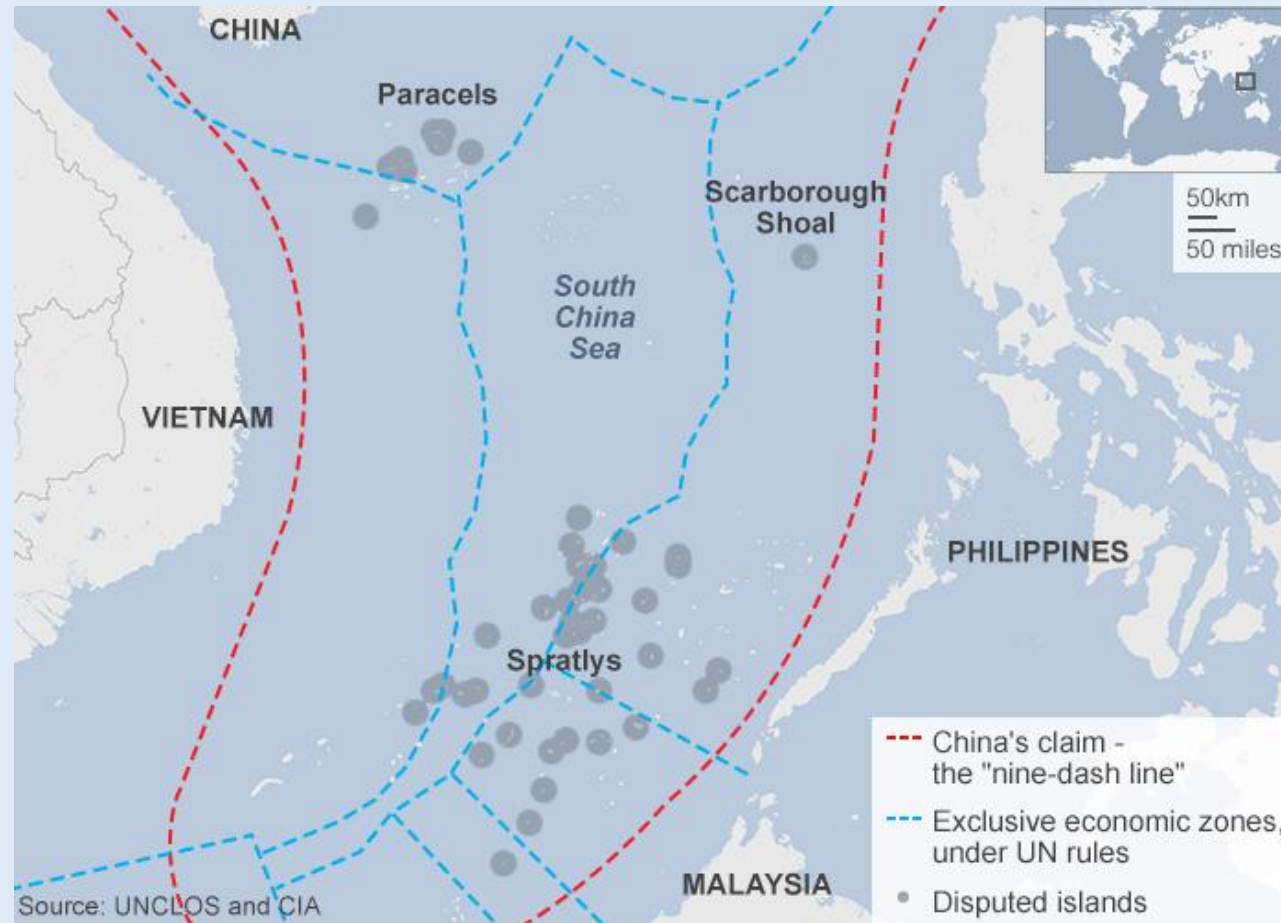 CHINA
Paracels
Scarborough
Shoal
50km
50 miles
South
China
Sea
VIETNAM
PHILIPPINES
Spratlys
China's claim -
the "nine-dash line"
Exclusive economic zones,
under UN rules
MALAYSIA
Disputed islands
Source: UNCLOS and CIA